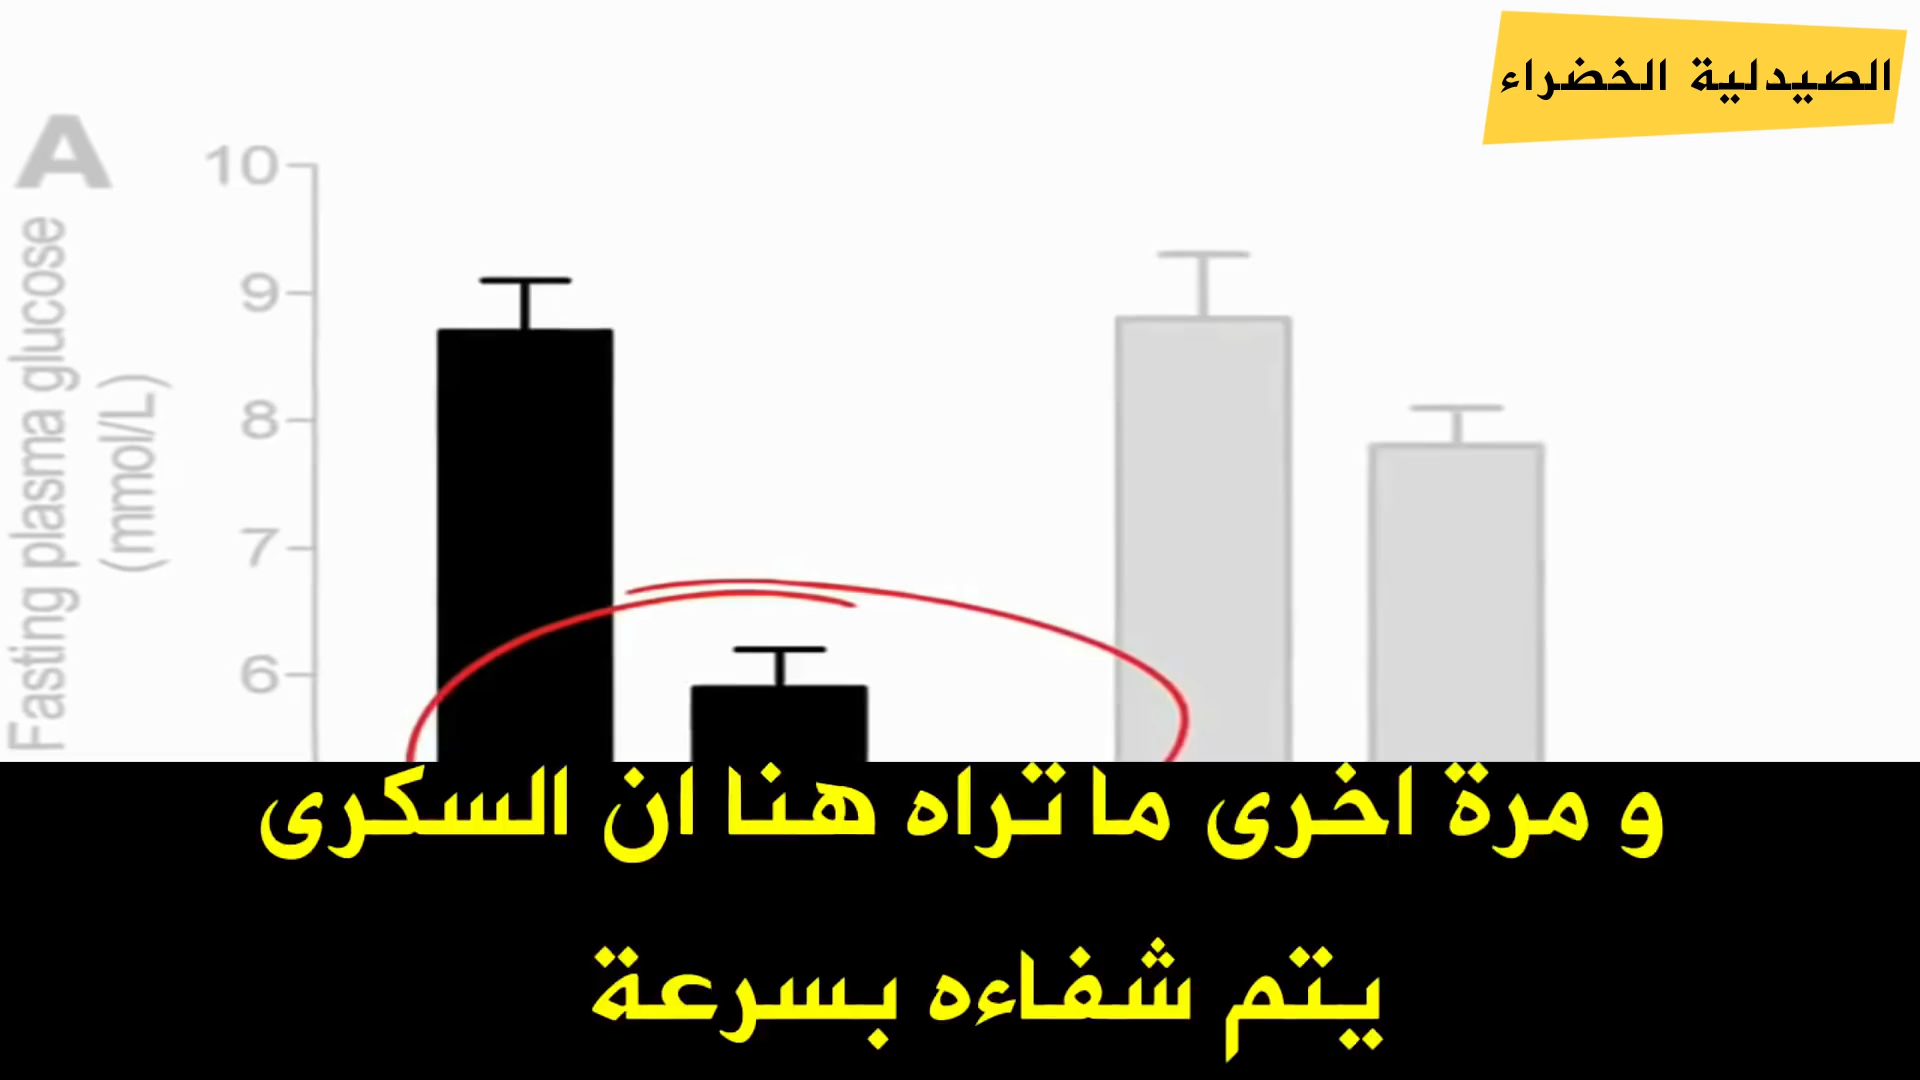 الصيدلية الخضراء
A
Fasting plasma glucose
(mmol/L)
10
9
8
7
6
و مرة اخرى ما تراه هنا ان السكرى
يتم شفاءه بسرعة